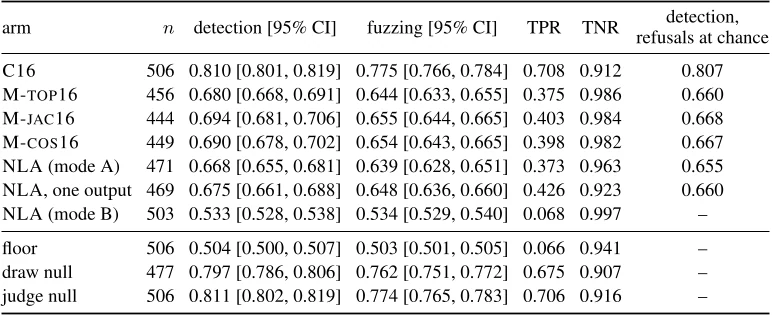 arm n detection [95% CI] fuzzing [95% CI] TPR TNR detection, refusals at chance
C16 506 0.810 [0.801, 0.819] 0.775 [0.766, 0.784] 0.708 0.912 0.807
M-TOP16 456 0.680 [0.668, 0.691] 0.644 [0.633, 0.655] 0.375 0.986 0.660
M-JAC16 444 0.694 [0.681, 0.706] 0.655 [0.644, 0.665] 0.403 0.984 0.668
M-COS16 449 0.690 [0.678, 0.702] 0.654 [0.643, 0.665] 0.398 0.982 0.667
NLA (mode A) 471 0.668 [0.655, 0.681] 0.639 [0.628, 0.651] 0.373 0.963 0.655
NLA, one output 469 0.675 [0.661, 0.688] 0.648 [0.636, 0.660] 0.426 0.923 0.660
NLA (mode B) 503 0.533 [0.528, 0.538] 0.534 [0.529, 0.540] 0.068 0.997 –
floor 506 0.504 [0.500, 0.507] 0.503 [0.501, 0.505] 0.066 0.941 –
draw null 477 0.797 [0.786, 0.806] 0.762 [0.751, 0.772] 0.675 0.907 –
judge null 506 0.811 [0.802, 0.819] 0.774 [0.765, 0.783] 0.706 0.916 –